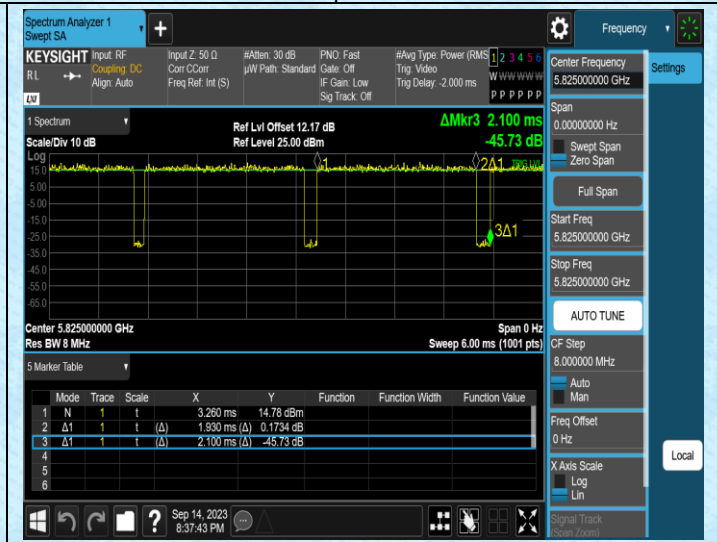 Spectrum Analyzer 1
Swept SA
Frequency
KEYSIGHT
RL
LXI
Input: RF
Coupling: DC
Align: Auto
Input Z: 50 Ω
Corr CCorr
Freq Ref: Int (S)
#Atten: 30 dB
µW Path: Standard
PNO: Fast
Gate: Off
IF Gain: Low
Sig Track: Off
#Avg Type: Power (RMS
Trig: Video
Trig Delay: -2.000 ms
1 2 3 4 5 6
W W W W W W
P P P P P P
1 Spectrum
Scale/Div 10 dB
Ref Lvl Offset 12.17 dB
Ref Level 25.00 dBm
ΔMkr3 2.100 ms
-45.73 dB
Log
15.0
5.00
-5.00
-15.0
-25.0
-35.0
-45.0
-55.0
-65.0
1
2Δ1
TRIG LVL
3Δ1
Center 5.825000000 GHz
Res BW 8 MHz
Span 0 Hz
Sweep 6.00 ms (1001 pts)
5 Marker Table
Mode Trace Scale X Y Function Function Width Function Value
1 N 1 t 3.260 ms 14.78 dBm
2 Δ1 1 t (Δ) 1.930 ms (Δ) 0.1734 dB
3 Δ1 1 t (Δ) 2.100 ms (Δ) -45.73 dB
4
5
6
Sep 14, 2023
8:37:43 PM
Center Frequency
5.825000000 GHz
Span
0.00000000 Hz
Swept Span
Zero Span
Full Span
Start Freq
5.825000000 GHz
Stop Freq
5.825000000 GHz
AUTO TUNE
CF Step
8.000000 MHz
Auto
Man
Freq Offset
0 Hz
X Axis Scale
Log
Lin
Signal Track
(Span Zoom)
Settings
Local